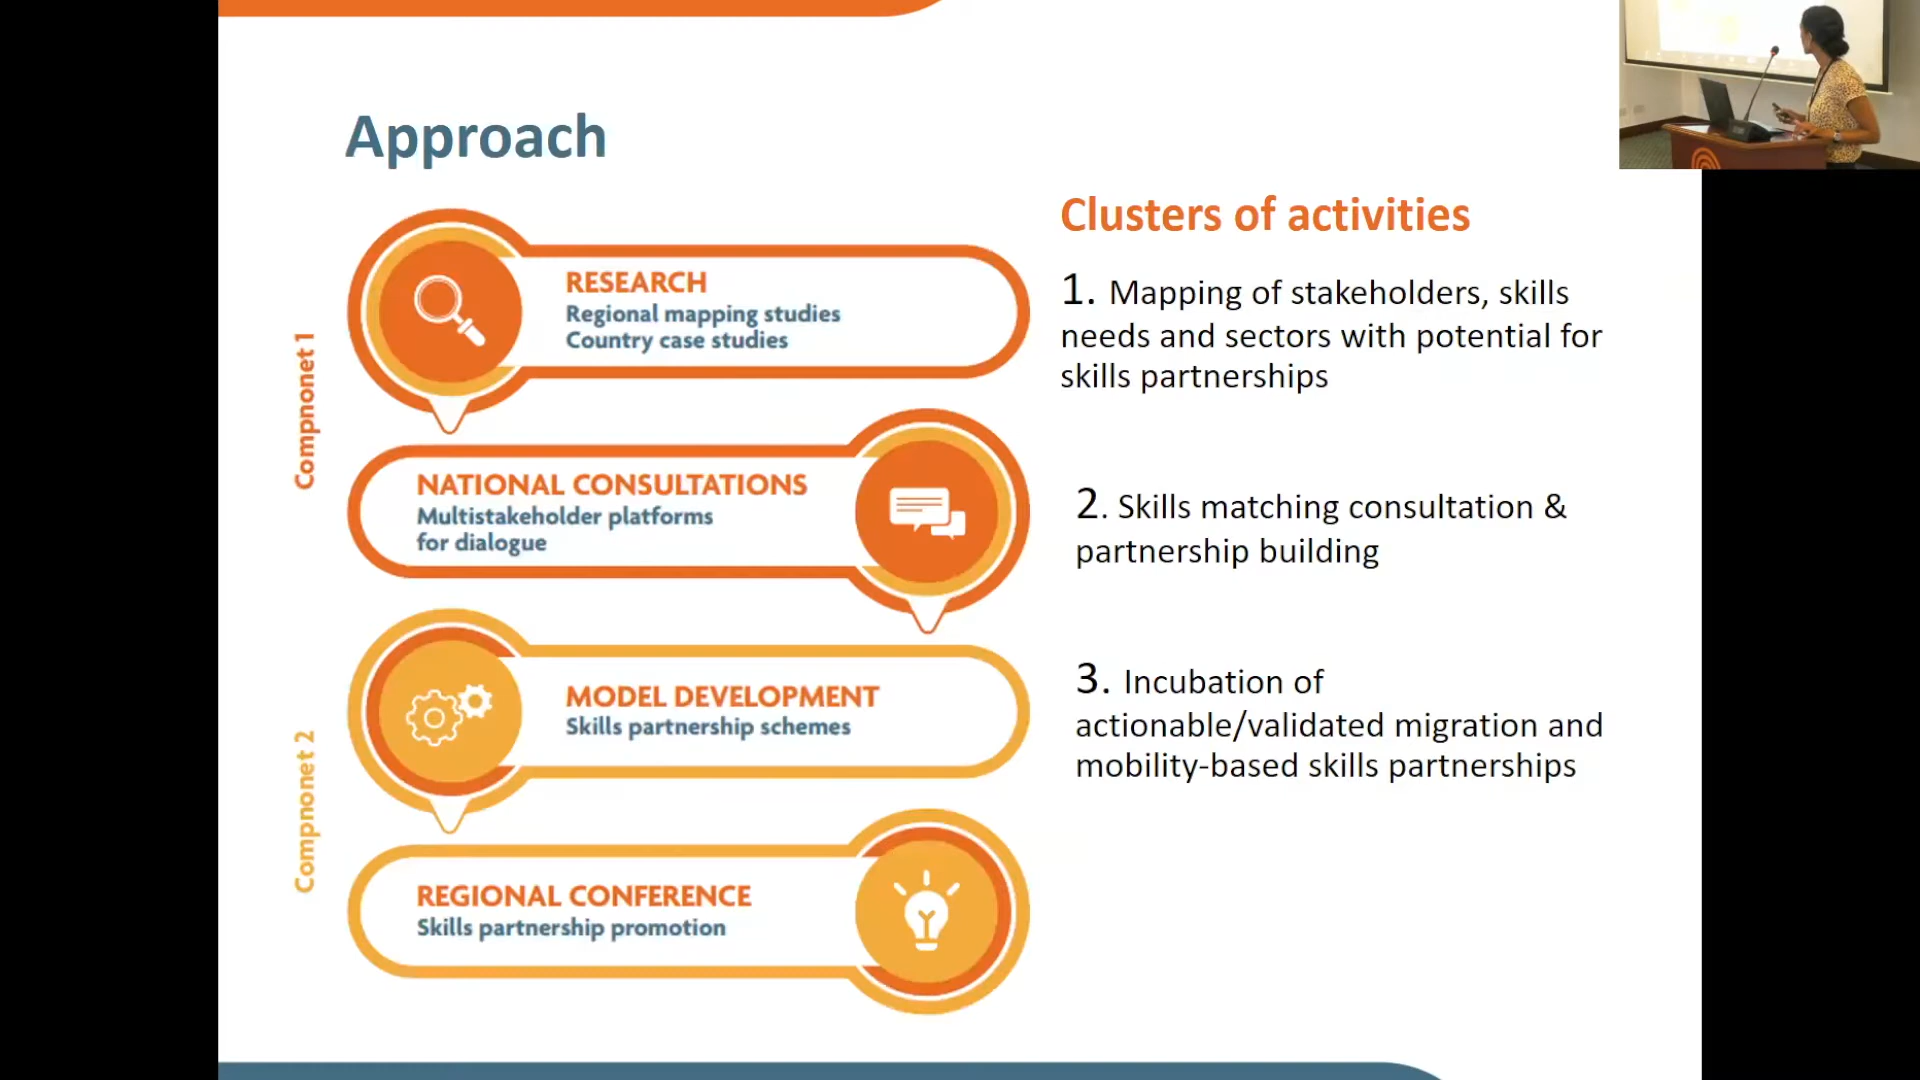 Approach
Compnonet 1
RESEARCH
Regional mapping studies
Country case studies
NATIONAL CONSULTATIONS
Multistakeholder platforms
for dialogue
Compnonet 2
MODEL DEVELOPMENT
Skills partnership schemes
REGIONAL CONFERENCE
Skills partnership promotion
Clusters of activities
1. Mapping of stakeholders, skills
needs and sectors with potential for
skills partnerships
2. Skills matching consultation &
partnership building
3. Incubation of
actionable/validated migration and
mobility-based skills partnerships